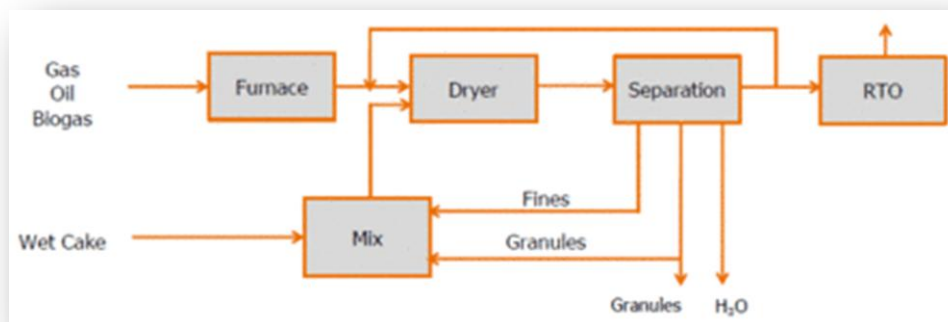 Gas
Oil
Biogas
Furnace
Dryer
Separation
RTO
Fines
Wet Cake
Mix
Granules
Granules
H₂O